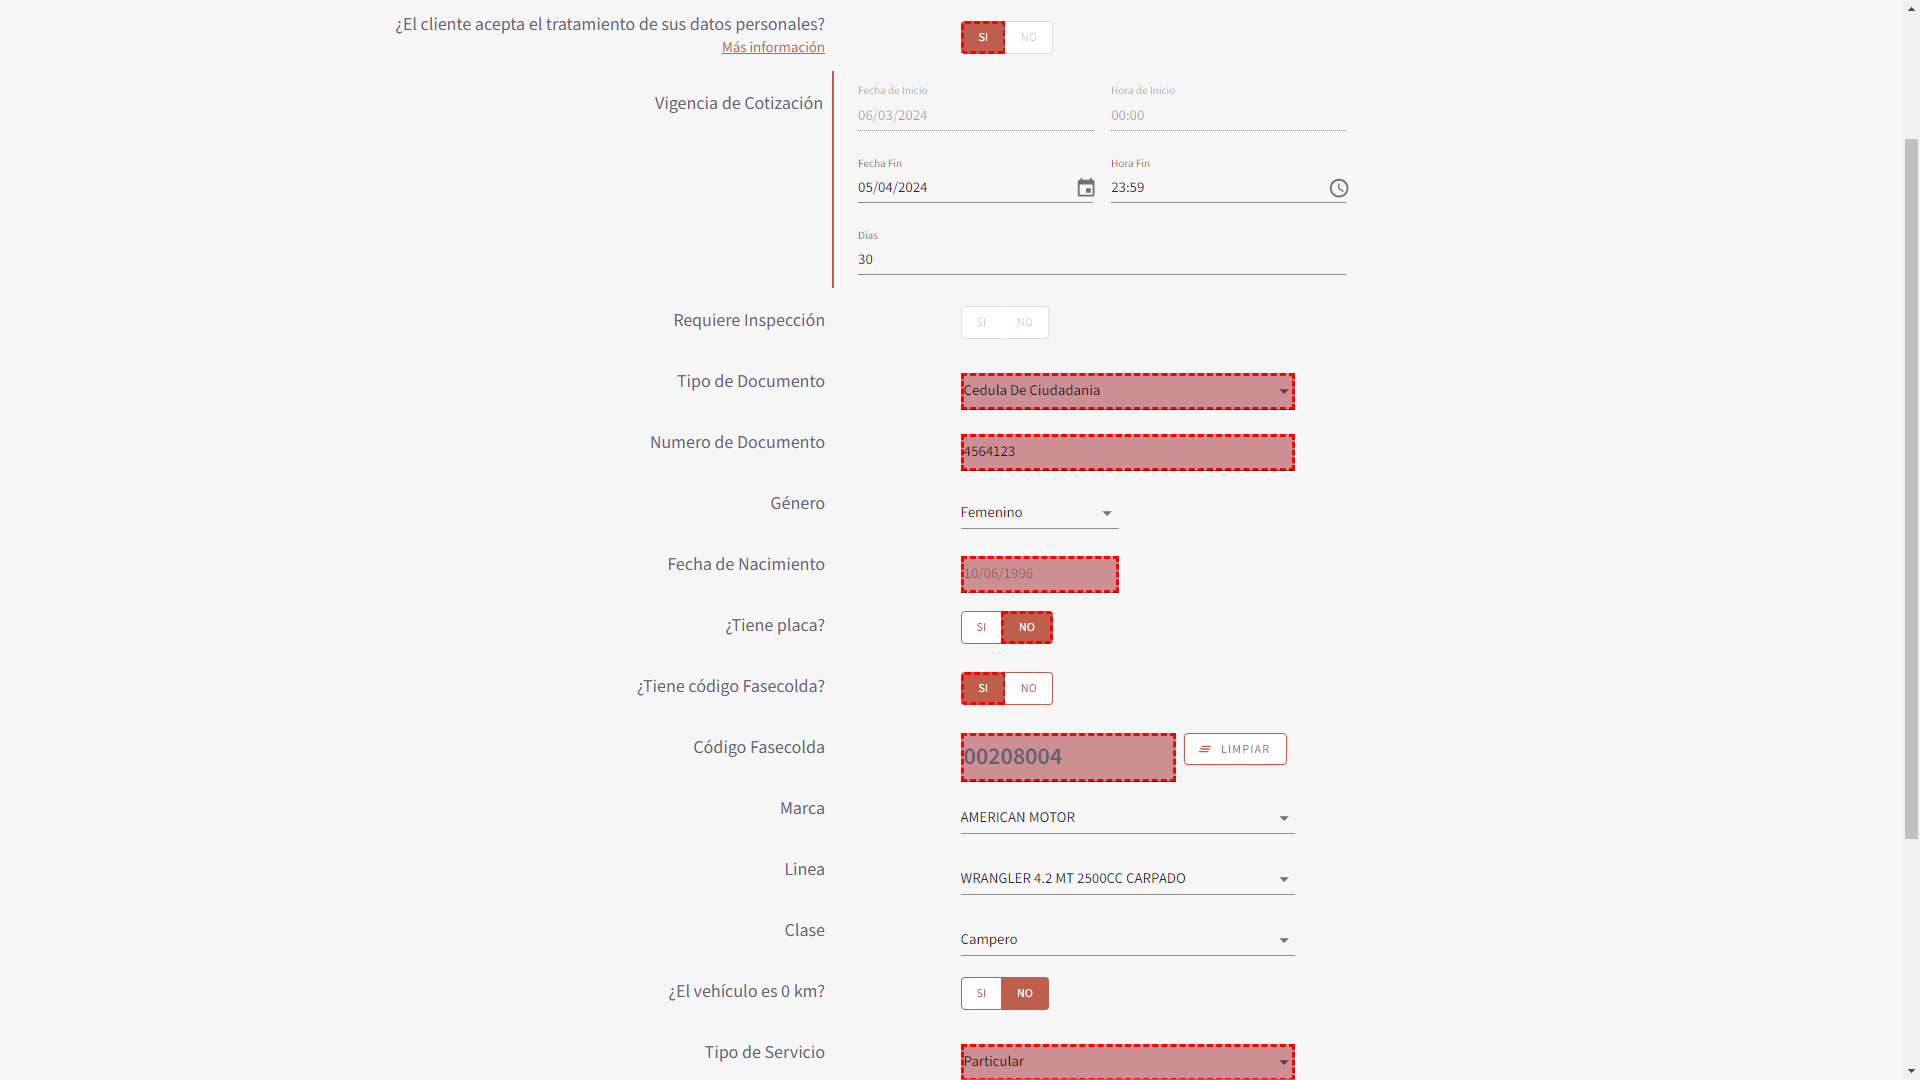 ¿El cliente acepta el tratamiento de sus datos personales?
Más información
SI NO
Vigencia de Cotización
Fecha de Inicio
06/03/2024
Hora de Inicio
00:00
Fecha Fin
05/04/2024
Hora Fin
23:59
Días
30
Requiere Inspección
SI NO
Tipo de Documento
Cedula De Ciudadania
Numero de Documento
4564123
Género
Femenino
Fecha de Nacimiento
10/06/1996
¿Tiene placa?
SI NO
¿Tiene código Fasecolda?
SI NO
Código Fasecolda
00208004
LIMPIAR
Marca
AMERICAN MOTOR
Linea
WRANGLER 4.2 MT 2500CC CARPADO
Clase
Campero
¿El vehículo es 0 km?
SI NO
Tipo de Servicio
Particular